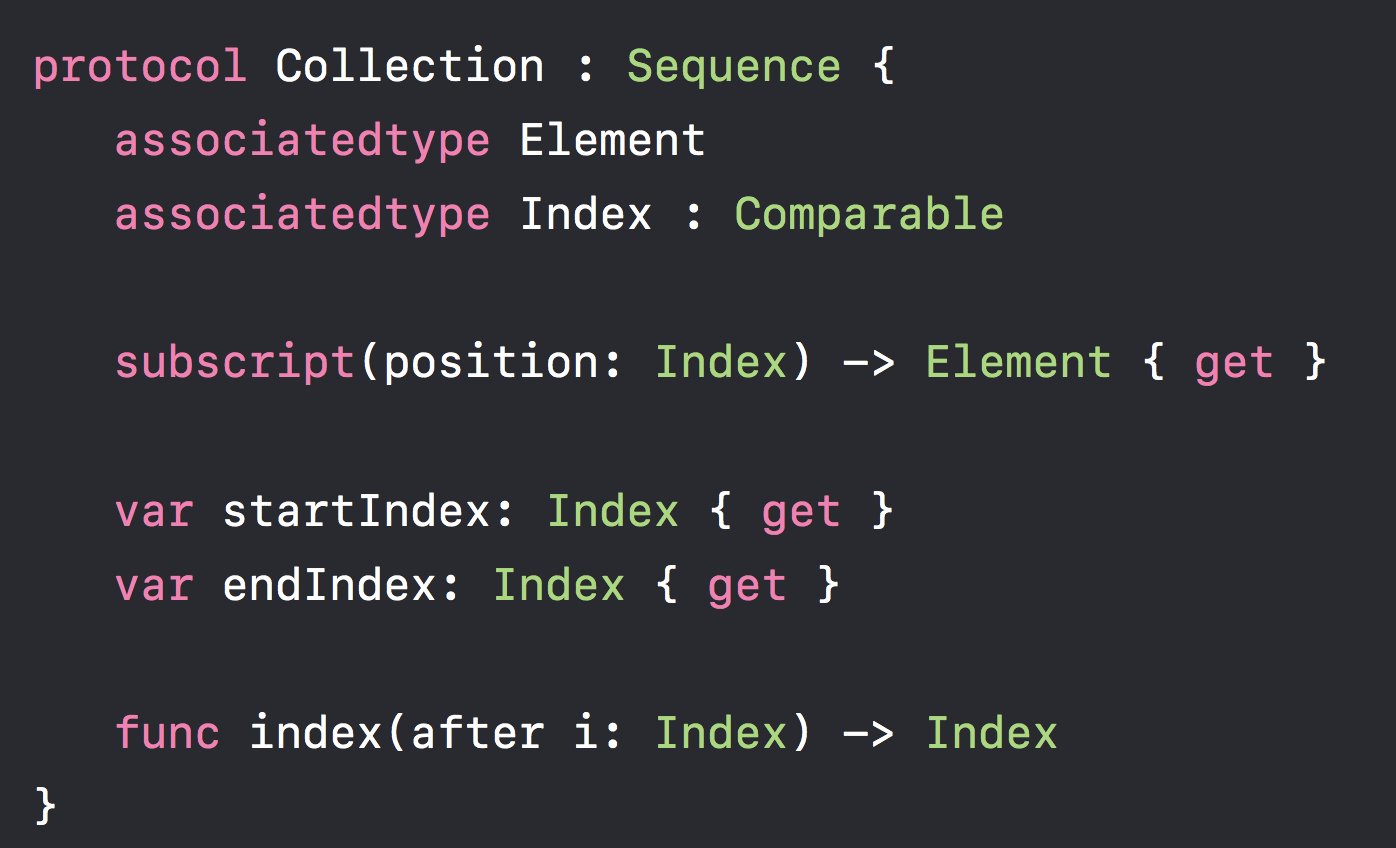 protocol Collection : Sequence {
associatedtype Element
associatedtype Index : Comparable
subscript(position: Index) -> Element { get }
var startIndex: Index { get }
var endIndex: Index { get }
func index(after i: Index) -> Index
}